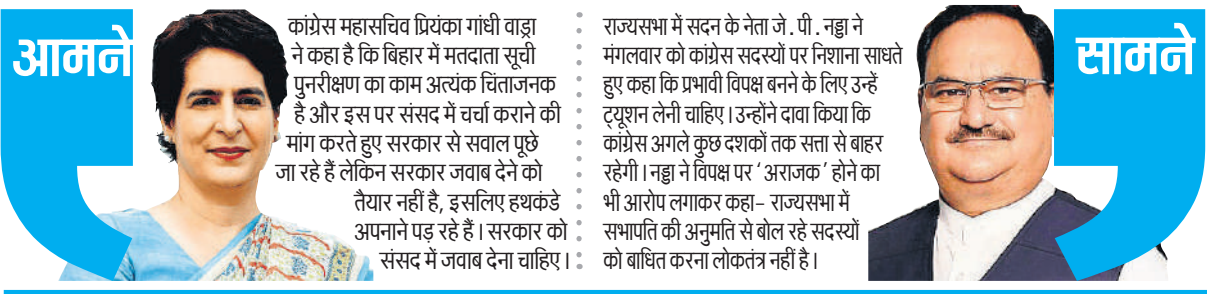 आमने
कांग्रेस महासचिव प्रियंका गांधी वाड्रा
ने कहा है कि बिहार में मतदाता सूची
पुनरीक्षण का काम अत्यंक चिंताजनक
है और इस पर संसद में चर्चा कराने की
मांग करते हुए सरकार से सवाल पूछे
जा रहे हैं लेकिन सरकार जवाब देने को
तैयार नहीं है, इसलिए हथकंडे
अपनाने पड़ रहे हैं। सरकार को
संसद में जवाब देना चाहिए।
राज्यसभा में सदन के नेता जे.पी.नड्डा ने
मंगलवार को कांग्रेस सदस्यों पर निशाना साधते
हुए कहा कि प्रभावी विपक्ष बनने के लिए उन्हें
ट्यूशन लेनी चाहिए। उन्होंने दावा किया कि
कांग्रेस अगले कुछ दशकों तक सत्ता से बाहर
रहेगी। नड्डा ने विपक्ष पर ‘अराजक’ होने का
भी आरोप लगाकर कहा– राज्यसभा में
सभापति की अनुमति से बोल रहे सदस्यों
को बाधित करना लोकतंत्र नहीं है।
सामने